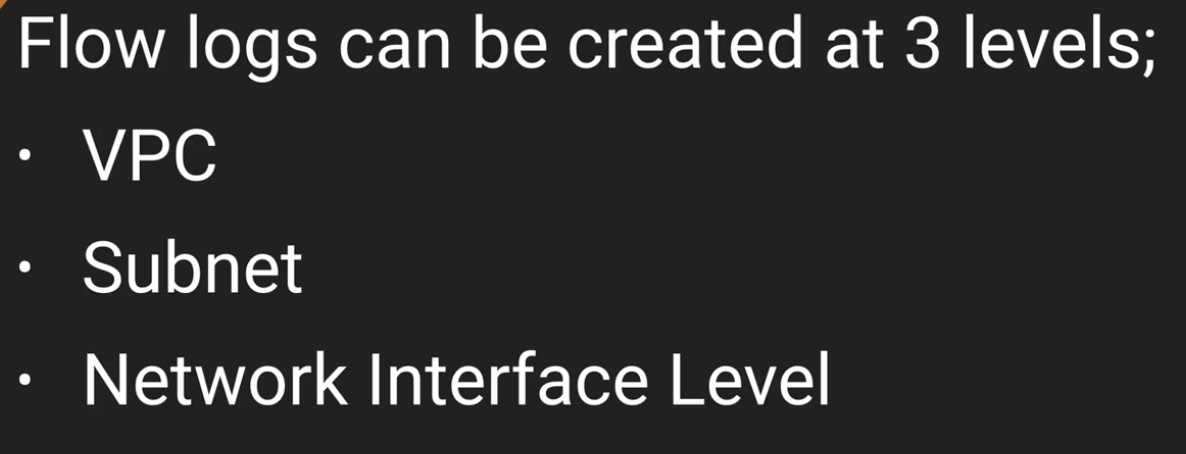 Flow logs can be created at 3 levels;
• VPC
• Subnet
• Network Interface Level